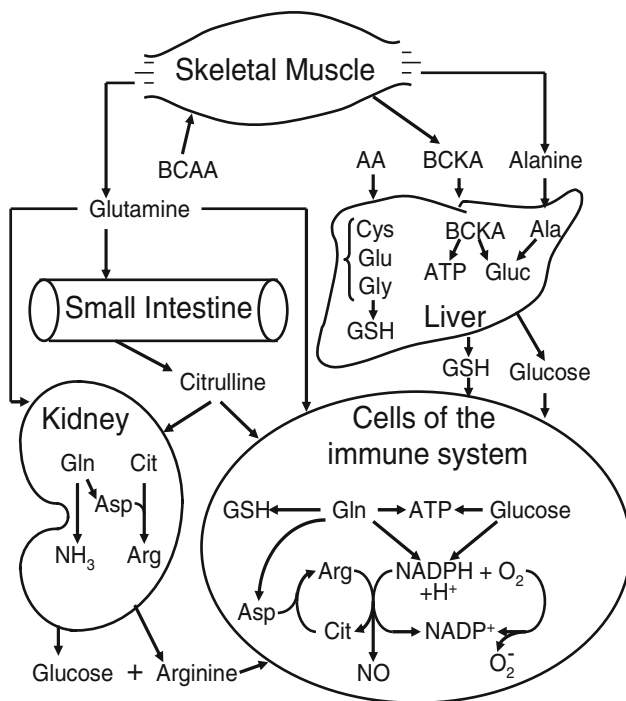 Skeletal Muscle
BCAA
AA BCKA Alanine
Glutamine
Cys BCKA Ala
Glu
ATP Gluc
Gly
GSH
Liver
Small Intestine
GSH Glucose
Citrulline
Kidney
Gln Cit
Asp
NH₃ Arg
Cells of the
immune system
GSH Gln ATP Glucose
Arg NADPH + O₂
+H⁺
Asp
Cit NADP⁺
NO O₂⁻
Glucose + Arginine